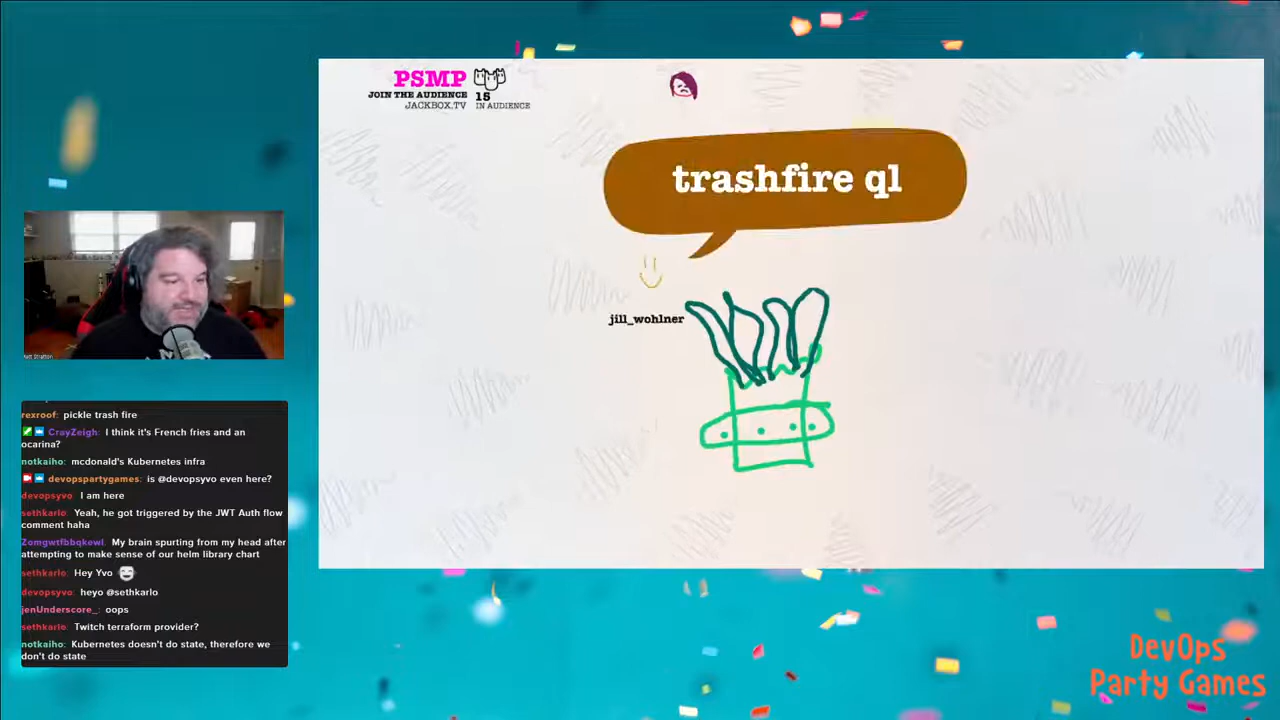 PSMP
JOIN THE AUDIENCE
JACKBOX.TV
15
IN AUDIENCE
trashfire ql
jill_wohlner
rexroof: pickle trash fire
CrayZeigh: I think it's French fries and an
ocarina?
notkaiho: mcdonald's Kubernetes infra
devopspartygames: is @devopsyvo even here?
devopsyvo: I am here
sethkarlo: Yeah, he got triggered by the JWT Auth flow
comment haha
Zomgwtfbbqkewl: My brain spurting from my head after
attempting to make sense of our helm library chart
sethkarlo: Hey Yvo
devopsyvo: heyo @sethkarlo
jenUnderscore_: oops
sethkarlo: Twitch terraform provider?
notkaiho: Kubernetes doesn't do state, therefore we
don't do state
DevOps
Party Games